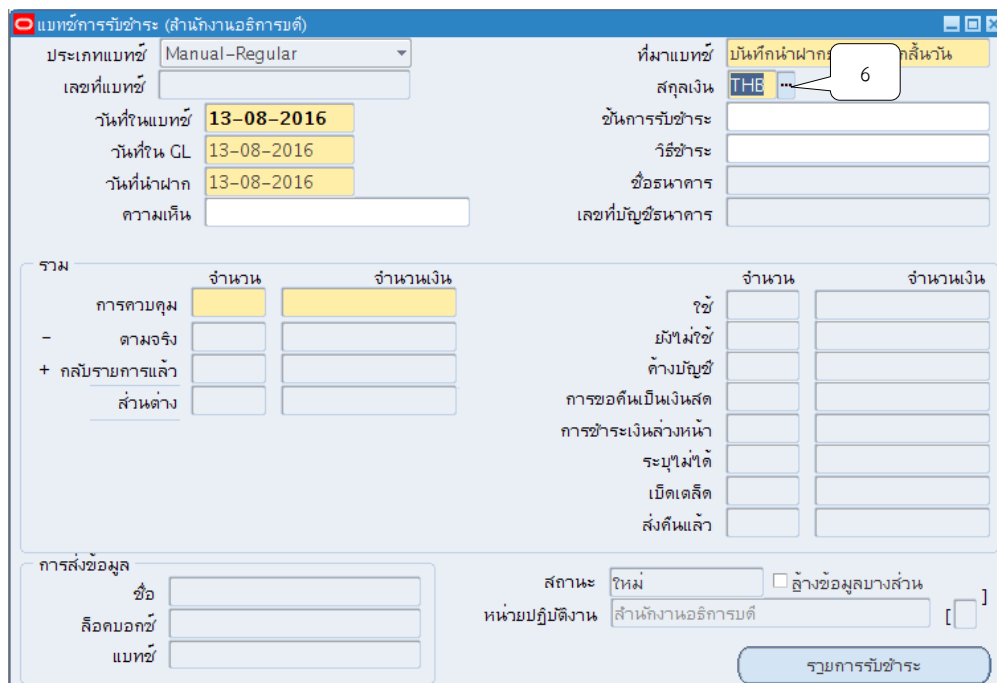 แบทช์การรับชำระ (สำนักงานอธิการบดี)
ประเภทแบทช์ Manual-Regular
เลขที่แบทช์
วันที่ในแบทช์ 13-08-2016
วันที่ใน GL 13-08-2016
วันที่นำฝาก 13-08-2016
ความเห็น
ที่มาแบทช์ บันทึกนำฝาก กสิ้นวัน
สกุลเงิน THB ...
6
ชั้นการรับชำระ
วิธีชำระ
ชื่อธนาคาร
เลขที่บัญชีธนาคาร
รวม
จำนวน จำนวนเงิน
การควบคุม
- ตามจริง
+ กลับรายการแล้ว
ส่วนต่าง
จำนวน จำนวนเงิน
ใช้
ยังไม่ใช้
ค้างบัญชี
การขอคืนเป็นเงินสด
การชำระเงินล่วงหน้า
ระบุไม่ได้
เบ็ดเตล็ด
ส่งคืนแล้ว
การส่งข้อมูล
ชื่อ
ล็อคบอกซ์
แบทช์
สถานะ ใหม่ ล้างข้อมูลบางส่วน
หน่วยปฏิบัติงาน สำนักงานอธิการบดี [ ]
รายการรับชำระ